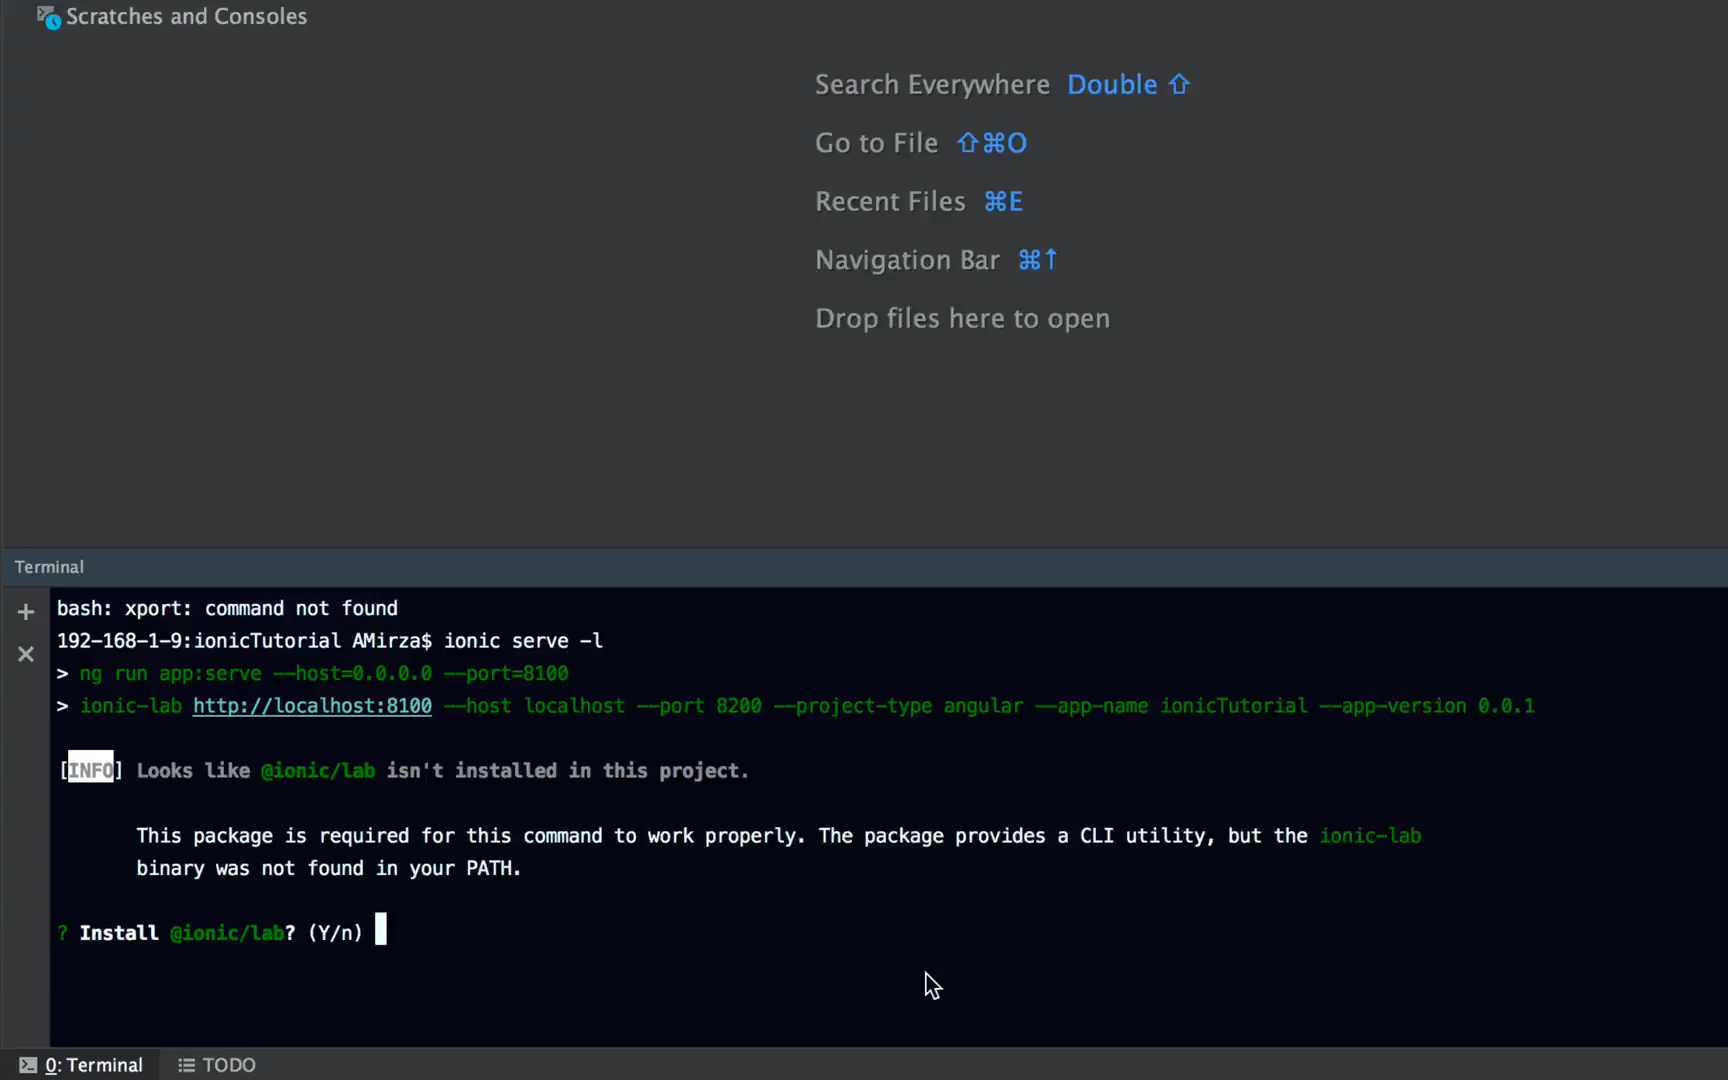 Scratches and Consoles
Search Everywhere Double ⇧
Go to File ⇧⌘O
Recent Files ⌘E
Navigation Bar ⌘↑
Drop files here to open
Terminal
bash: xport: command not found
192-168-1-9:ionicTutorial AMirza$ ionic serve -l
> ng run app:serve --host=0.0.0.0 --port=8100
> ionic-lab http://localhost:8100 --host localhost --port 8200 --project-type angular --app-name ionicTutorial --app-version 0.0.1
[INFO] Looks like @ionic/lab isn't installed in this project.
This package is required for this command to work properly. The package provides a CLI utility, but the ionic-lab
binary was not found in your PATH.
? Install @ionic/lab? (Y/n)
0: Terminal TODO